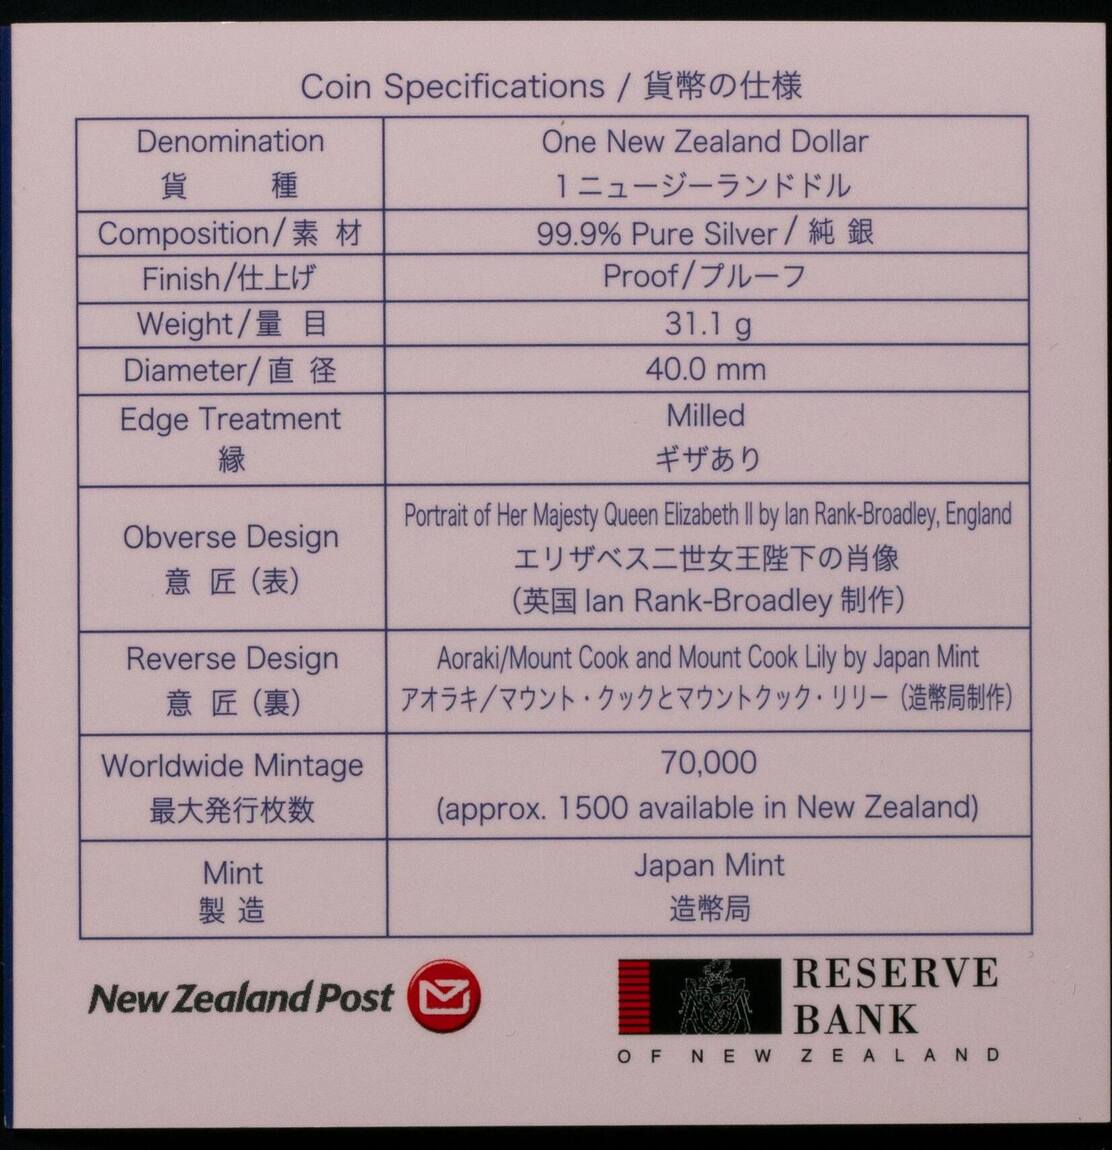 Coin Specifications / 貨幣の仕様
Denomination
貨 種
One New Zealand Dollar
1ニュージーランドドル
Composition/素 材
99.9% Pure Silver/純 銀
Finish/仕上げ
Proof/プルーフ
Weight/量 目
31.1 g
Diameter/直 径
40.0 mm
Edge Treatment
縁
Milled
ギザあり
Obverse Design
意 匠(表)
Portrait of Her Majesty Queen Elizabeth II by Ian Rank-Broadley, England
エリザベス二世女王陛下の肖像
(英国 Ian Rank-Broadley 制作)
Reverse Design
意 匠(裏)
Aoraki/Mount Cook and Mount Cook Lily by Japan Mint
アオラキ/マウント・クックとマウントクック・リリー(造幣局制作)
Worldwide Mintage
最大発行枚数
70,000
(approx. 1500 available in New Zealand)
Mint
製 造
Japan Mint
造幣局
New Zealand Post
RESERVE
BANK
OF NEW ZEALAND